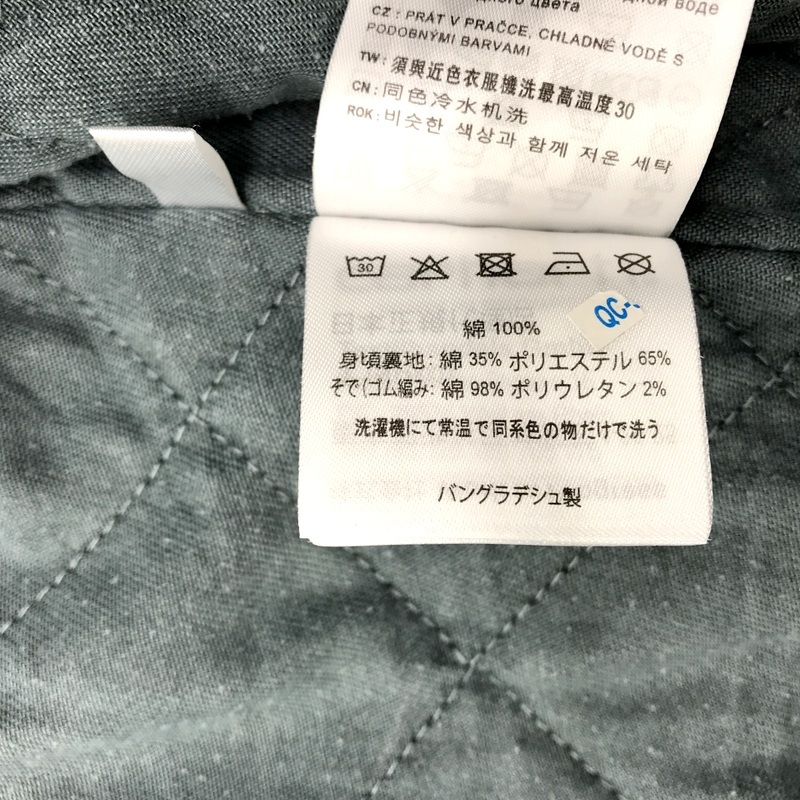 дной воде
дного цвета
CZ : PRÁT V PRAČCE, CHLADNÉ VODĚ S
PODOBNÝMI BARVAMI
TW: 須與近色衣服機洗最高温度30
CN: 同色冷水机洗
ROK: 비슷한 색상과 함께 저온 세탁
30
QC-
綿 100%
身頃裏地: 綿 35% ポリエステル 65%
そで(ゴム編み: 綿 98% ポリウレタン 2%
洗濯機にて常温で同系色の物だけで洗う
バングラデシュ製